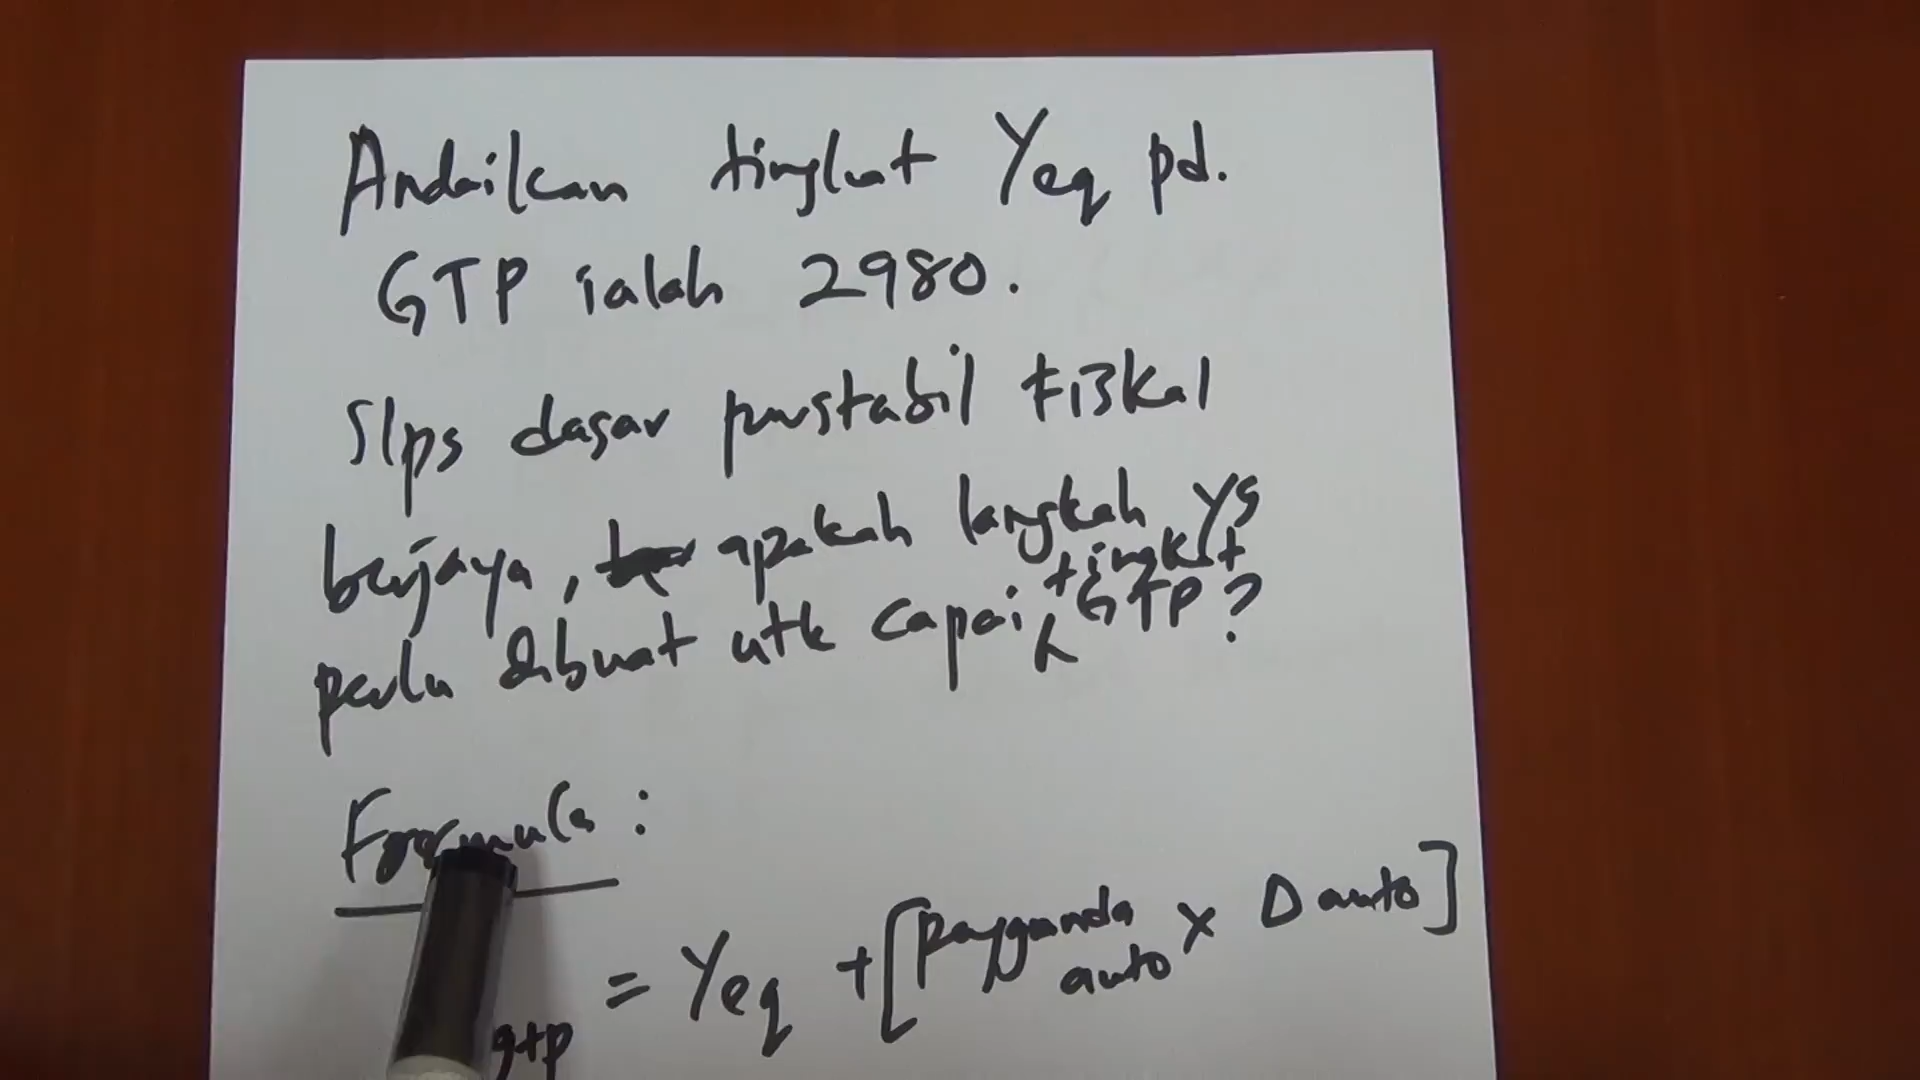 Andaikan tingkat Yeq pd.
GTP ialah 2980.
Slps dasar penstabil Fiskal
berjaya, apakah langkah yg
perlu dibuat utk capai tingkat GTP?
Formula:
gtp = Yeq + [pengganda auto x Δ auto]